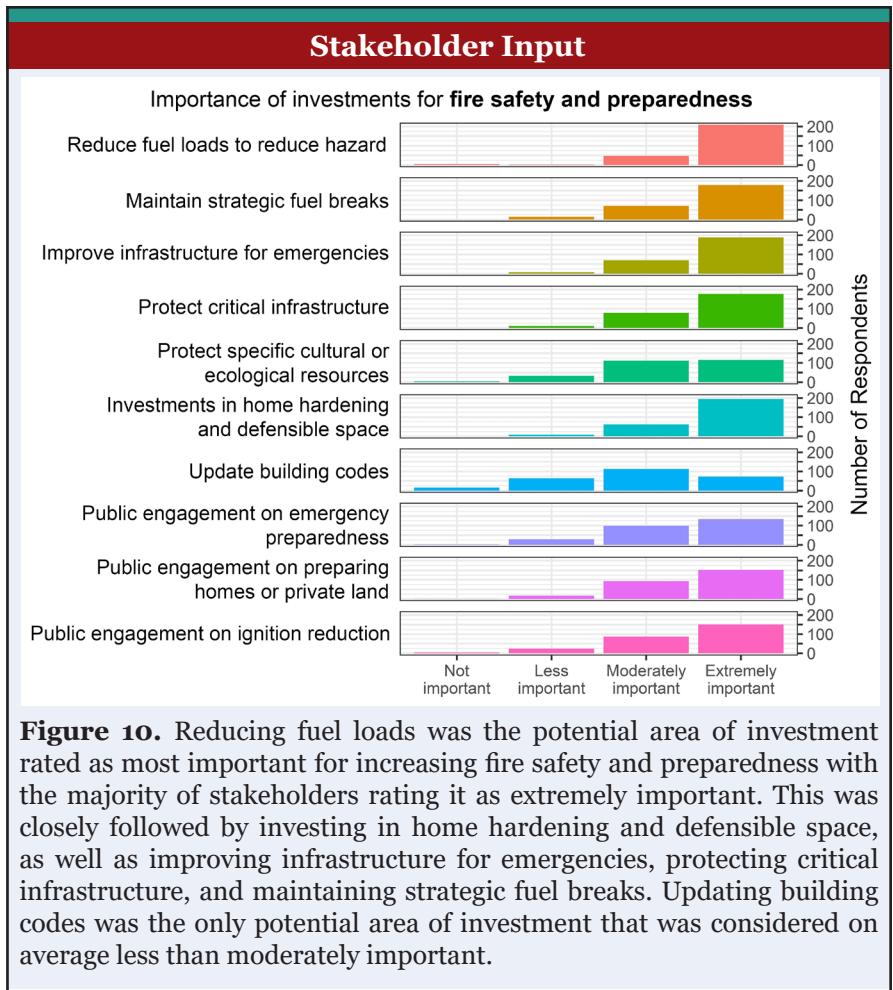 Stakeholder Input
Importance of investments for fire safety and preparedness
Reduce fuel loads to reduce hazard
200
100
0
Maintain strategic fuel breaks
200
100
0
Improve infrastructure for emergencies
200
100
0
Protect critical infrastructure
200
100
0
Protect specific cultural or
ecological resources
200
100
0
Investments in home hardening
and defensible space
200
100
0
Update building codes
200
100
0
Public engagement on emergency
preparedness
200
100
0
Public engagement on preparing
homes or private land
200
100
0
Public engagement on ignition reduction
200
100
0
Number of Respondents
Not
important
Less
important
Moderately
important
Extremely
important
Figure 10. Reducing fuel loads was the potential area of investment
rated as most important for increasing fire safety and preparedness with
the majority of stakeholders rating it as extremely important. This was
closely followed by investing in home hardening and defensible space,
as well as improving infrastructure for emergencies, protecting critical
infrastructure, and maintaining strategic fuel breaks. Updating building
codes was the only potential area of investment that was considered on
average less than moderately important.